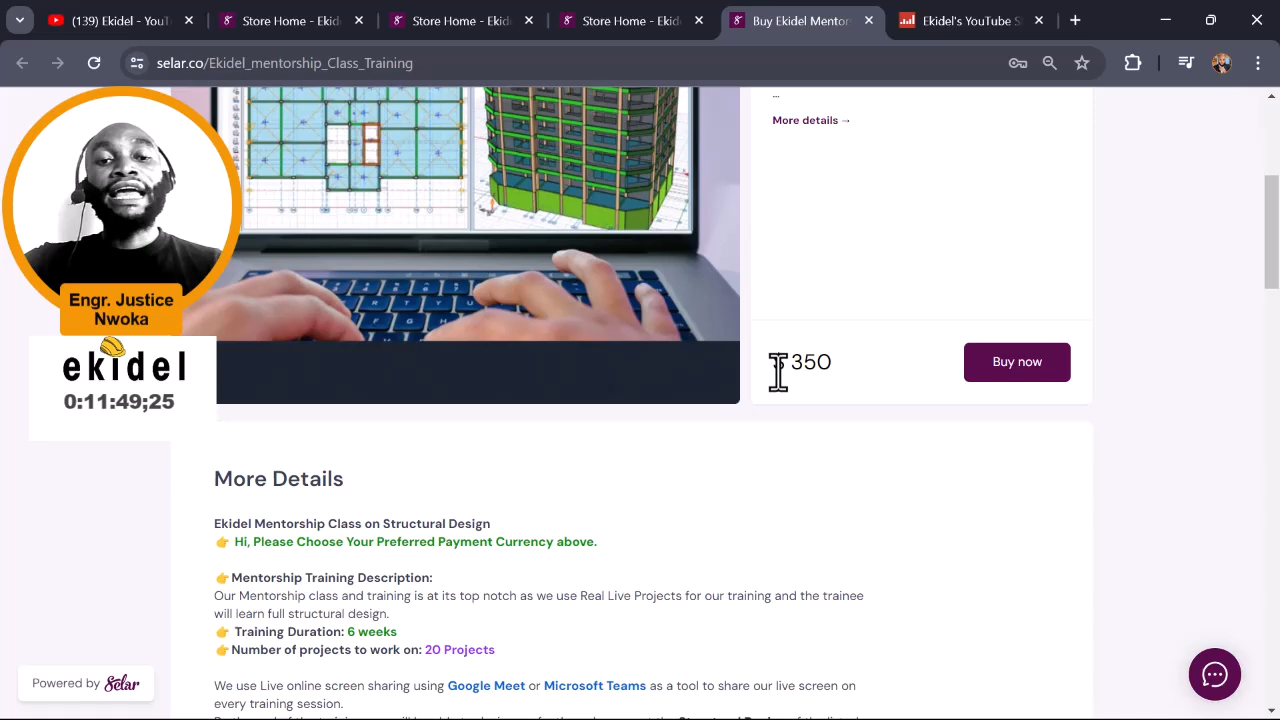 (139) Ekidel - YouT
Store Home - Ekide
Store Home - Ekide
Store Home - Ekide
Buy Ekidel Mentor
Ekidel's YouTube S
selar.co/Ekidel_mentorship_Class_Training
...
More details →
Engr. Justice
Nwoka
ekidel
0:11:49;25
350
Buy now
More Details
Ekidel Mentorship Class on Structural Design
👉 Hi, Please Choose Your Preferred Payment Currency above.
👉Mentorship Training Description:
Our Mentorship class and training is at its top notch as we use Real Live Projects for our training and the trainee
will learn full structural design.
👉 Training Duration: 6 weeks
👉Number of projects to work on: 20 Projects
We use Live online screen sharing using Google Meet or Microsoft Teams as a tool to share our live screen on
every training session.
Powered by Selar